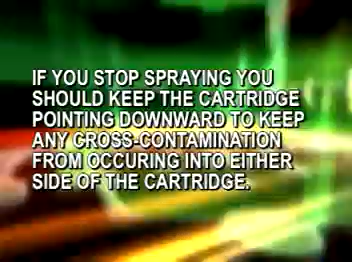 IF YOU STOP SPRAYING YOU
SHOULD KEEP THE CARTRIDGE
POINTING DOWNWARD TO KEEP
ANY CROSS-CONTAMINATION
FROM OCCURING INTO EITHER
SIDE OF THE CARTRIDGE.